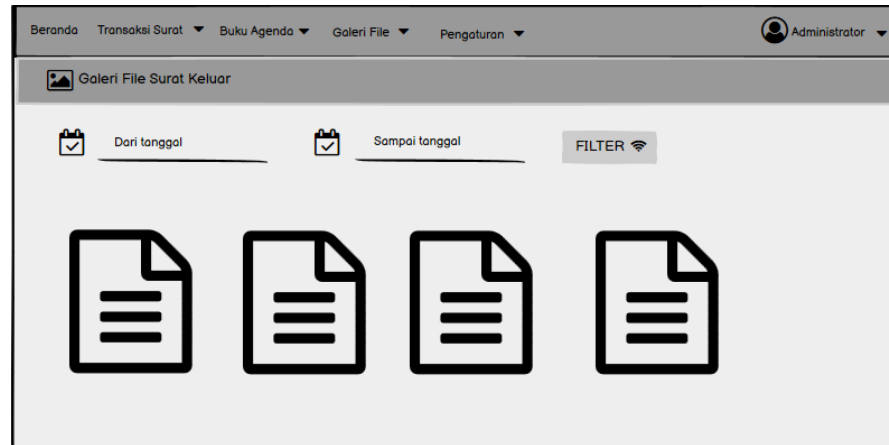 Beranda Transaksi Surat Buku Agenda Galeri File Pengaturan Administrator
Galeri File Surat Keluar
Dari tanggal Sampai tanggal FILTER